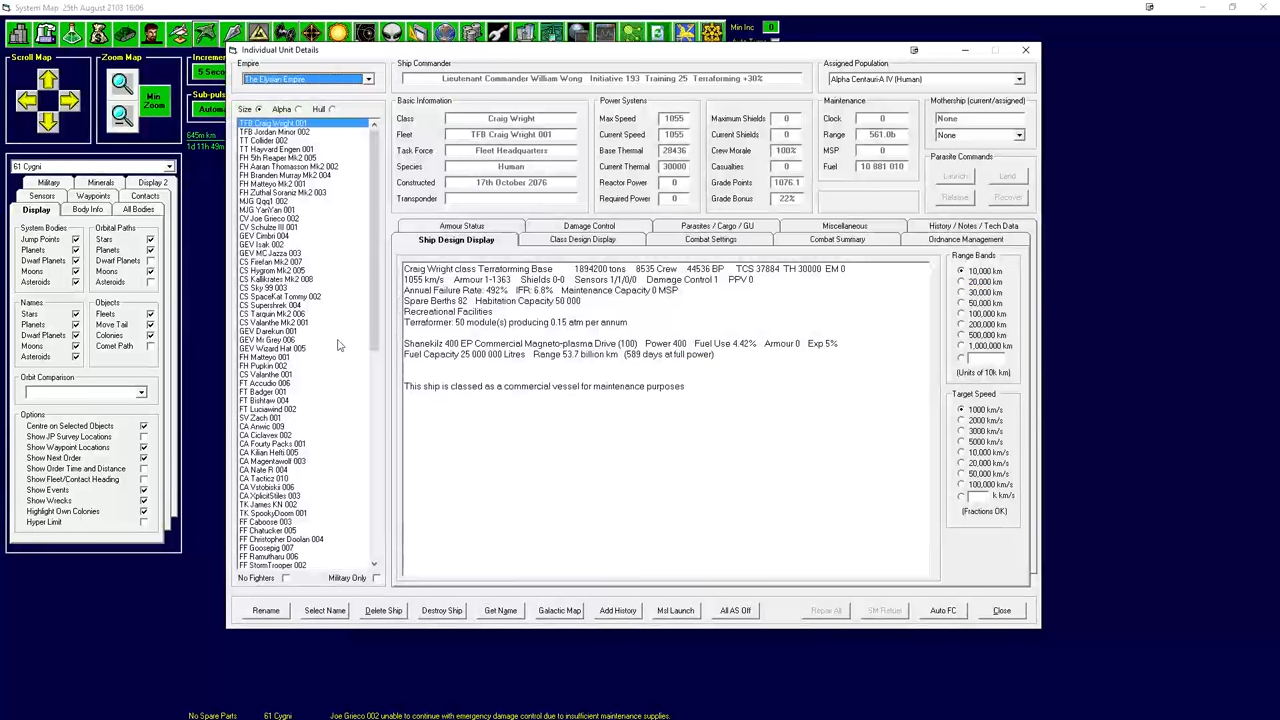 System Map  29th August 2103 16:06
Min Inc
0
Scroll Map
Zoom Map
Min
Zoom
5 Secon
645m km
61 Cygni
Military
Minerals
Display 2
Sensors
Waypoints
Contacts
Display
Body Info
All Bodies
System Bodies
Orbital Paths
Jump Points
Stars
Planets
Planets
Dwarf Planets
Dwarf Planets
Moons
Moons
Asteroids
Asteroids
Names
Objects
Stars
Fleets
Planets
Move Tail
Dwarf Planets
Colonies
Moons
Comet Path
Asteroids
Orbit Comparison
Options
Centre on Selected Objects
Show JP Survey Locations
Show Waypoint Locations
Show Next Order
Show Order Time and Distance
Show Fleet/Contact Heading
Show Events
Show Wrecks
Highlight Own Colonies
Hyper Limit
Individual Unit Details
Empire
The Elysian Empire
Size
Alpha
Hull
TFB Craig Wright 001
TFB Jordan Minor 002
TT Collider 002
TT Hayward Engen 001
FH 5th Reaper Mk2 005
FH Aaran Thomasson Mk2 002
FH Branden Murray Mk2 004
FH Matteyo Mk2 001
FH Zuthal Soranz Mk2 003
MJG Qqq1 002
MJG YariYan 001
CV Joe Grieco 002
CV Schulze III 001
GEV Cimbri 004
GEV Isak 002
GEV MC Jazza 003
CS Firefan Mk2 007
CS Hygrom Mk2 005
CS Kallikrates Mk2 008
CS Sky 99 003
CS SpaceKat Tommy 002
CS Supershrek 004
CS Tarquin Mk2 006
CS Valanthe Mk2 001
GEV Darekun 001
GEV Mr Grey 006
GEV Wizard Hat 005
FH Matteyo 001
FH Pupkin 002
CS Valanthe 001
FT Accudio 006
FT Badger 001
FT Bishtaw 004
FT Luciawind 002
SV Zach 001
CA Anwic 009
CA Ciclavex 002
CA Fourty Packs 001
CA Kilian Hefti 005
CA Magentawolf 003
CA Nate R 004
CA Tacticz 010
CA Vstobiskii 006
CA XplicitStiles 003
TK James KN 002
TK SpookyDoom 001
FF Caboose 003
FF Chatucker 005
FF Christopher Doolan 004
FF Goosepig 007
FF Ramutharu 006
FF StormTrooper 002
No Fighters
Military Only
Ship Commander
Lieutenant Commander William Wong  Initiative 193  Training 25  Terraforming +30%
Assigned Population
Alpha Centauri-A IV (Human)
Basic Information
Class
Craig Wright
Fleet
TFB Craig Wright 001
Task Force
Fleet Headquarters
Species
Human
Constructed
17th October 2076
Transponder
Power Systems
Max Speed
1055
Current Speed
1055
Base Thermal
28436
Current Thermal
30000
Reactor Power
0
Required Power
0
Maximum Shields
0
Current Shields
0
Crew Morale
100%
Casualties
0
Grade Points
1076.1
Grade Bonus
22%
Maintenance
Clock
0
Range
561.0b
MSP
0
Fuel
10 881 010
Mothership (current/assigned)
None
None
Parasite Commands
Launch
Land
Release
Recover
Armour Status
Damage Control
Parasites / Cargo / GU
Miscellaneous
History / Notes / Tech Data
Ship Design Display
Class Design Display
Combat Settings
Combat Summary
Ordnance Management
Craig Wright class Terraforming Base    1894200 tons    8535 Crew    44536 BP    TCS 37884  TH 30000  EM 0
1055 km/s    Armour 1-1363    Shields 0-0    Sensors 1/1/0/0    Damage Control 1    PPV 0
Annual Failure Rate: 492%    IFR: 6.8%    Maintenance Capacity 0 MSP
Spare Berths 82    Habitation Capacity 50 000
Recreational Facilities
Terraformer: 50 module(s) producing 0.15 atm per annum
Shanekilz 400 EP Commercial Magneto-plasma Drive (100)    Power 400    Fuel Use 4.42%    Armour 0    Exp 5%
Fuel Capacity 25 000 000 Litres    Range 53.7 billion km  (589 days at full power)
This ship is classed as a commercial vessel for maintenance purposes
Range Bands
10,000 km
20,000 km
30,000 km
50,000 km
100,000 km
200,000 km
300,000 km
500,000 km
1,000,000 km
(Units of 10k km)
Target Speed
1000 km/s
2000 km/s
3000 km/s
5000 km/s
10,000 km/s
20,000 km/s
50,000 km/s
100,000 km/s
k km/s
(Fractions OK)
Rename
Select Name
Delete Ship
Destroy Ship
Get Name
Galactic Map
Add History
Msl Launch
All AS Off
Repair All
SM Refuel
Auto FC
Close
No Spare Parts
61 Cygni
Joe Grieco 002 unable to continue with emergency damage control due to insufficient maintenance supplies.